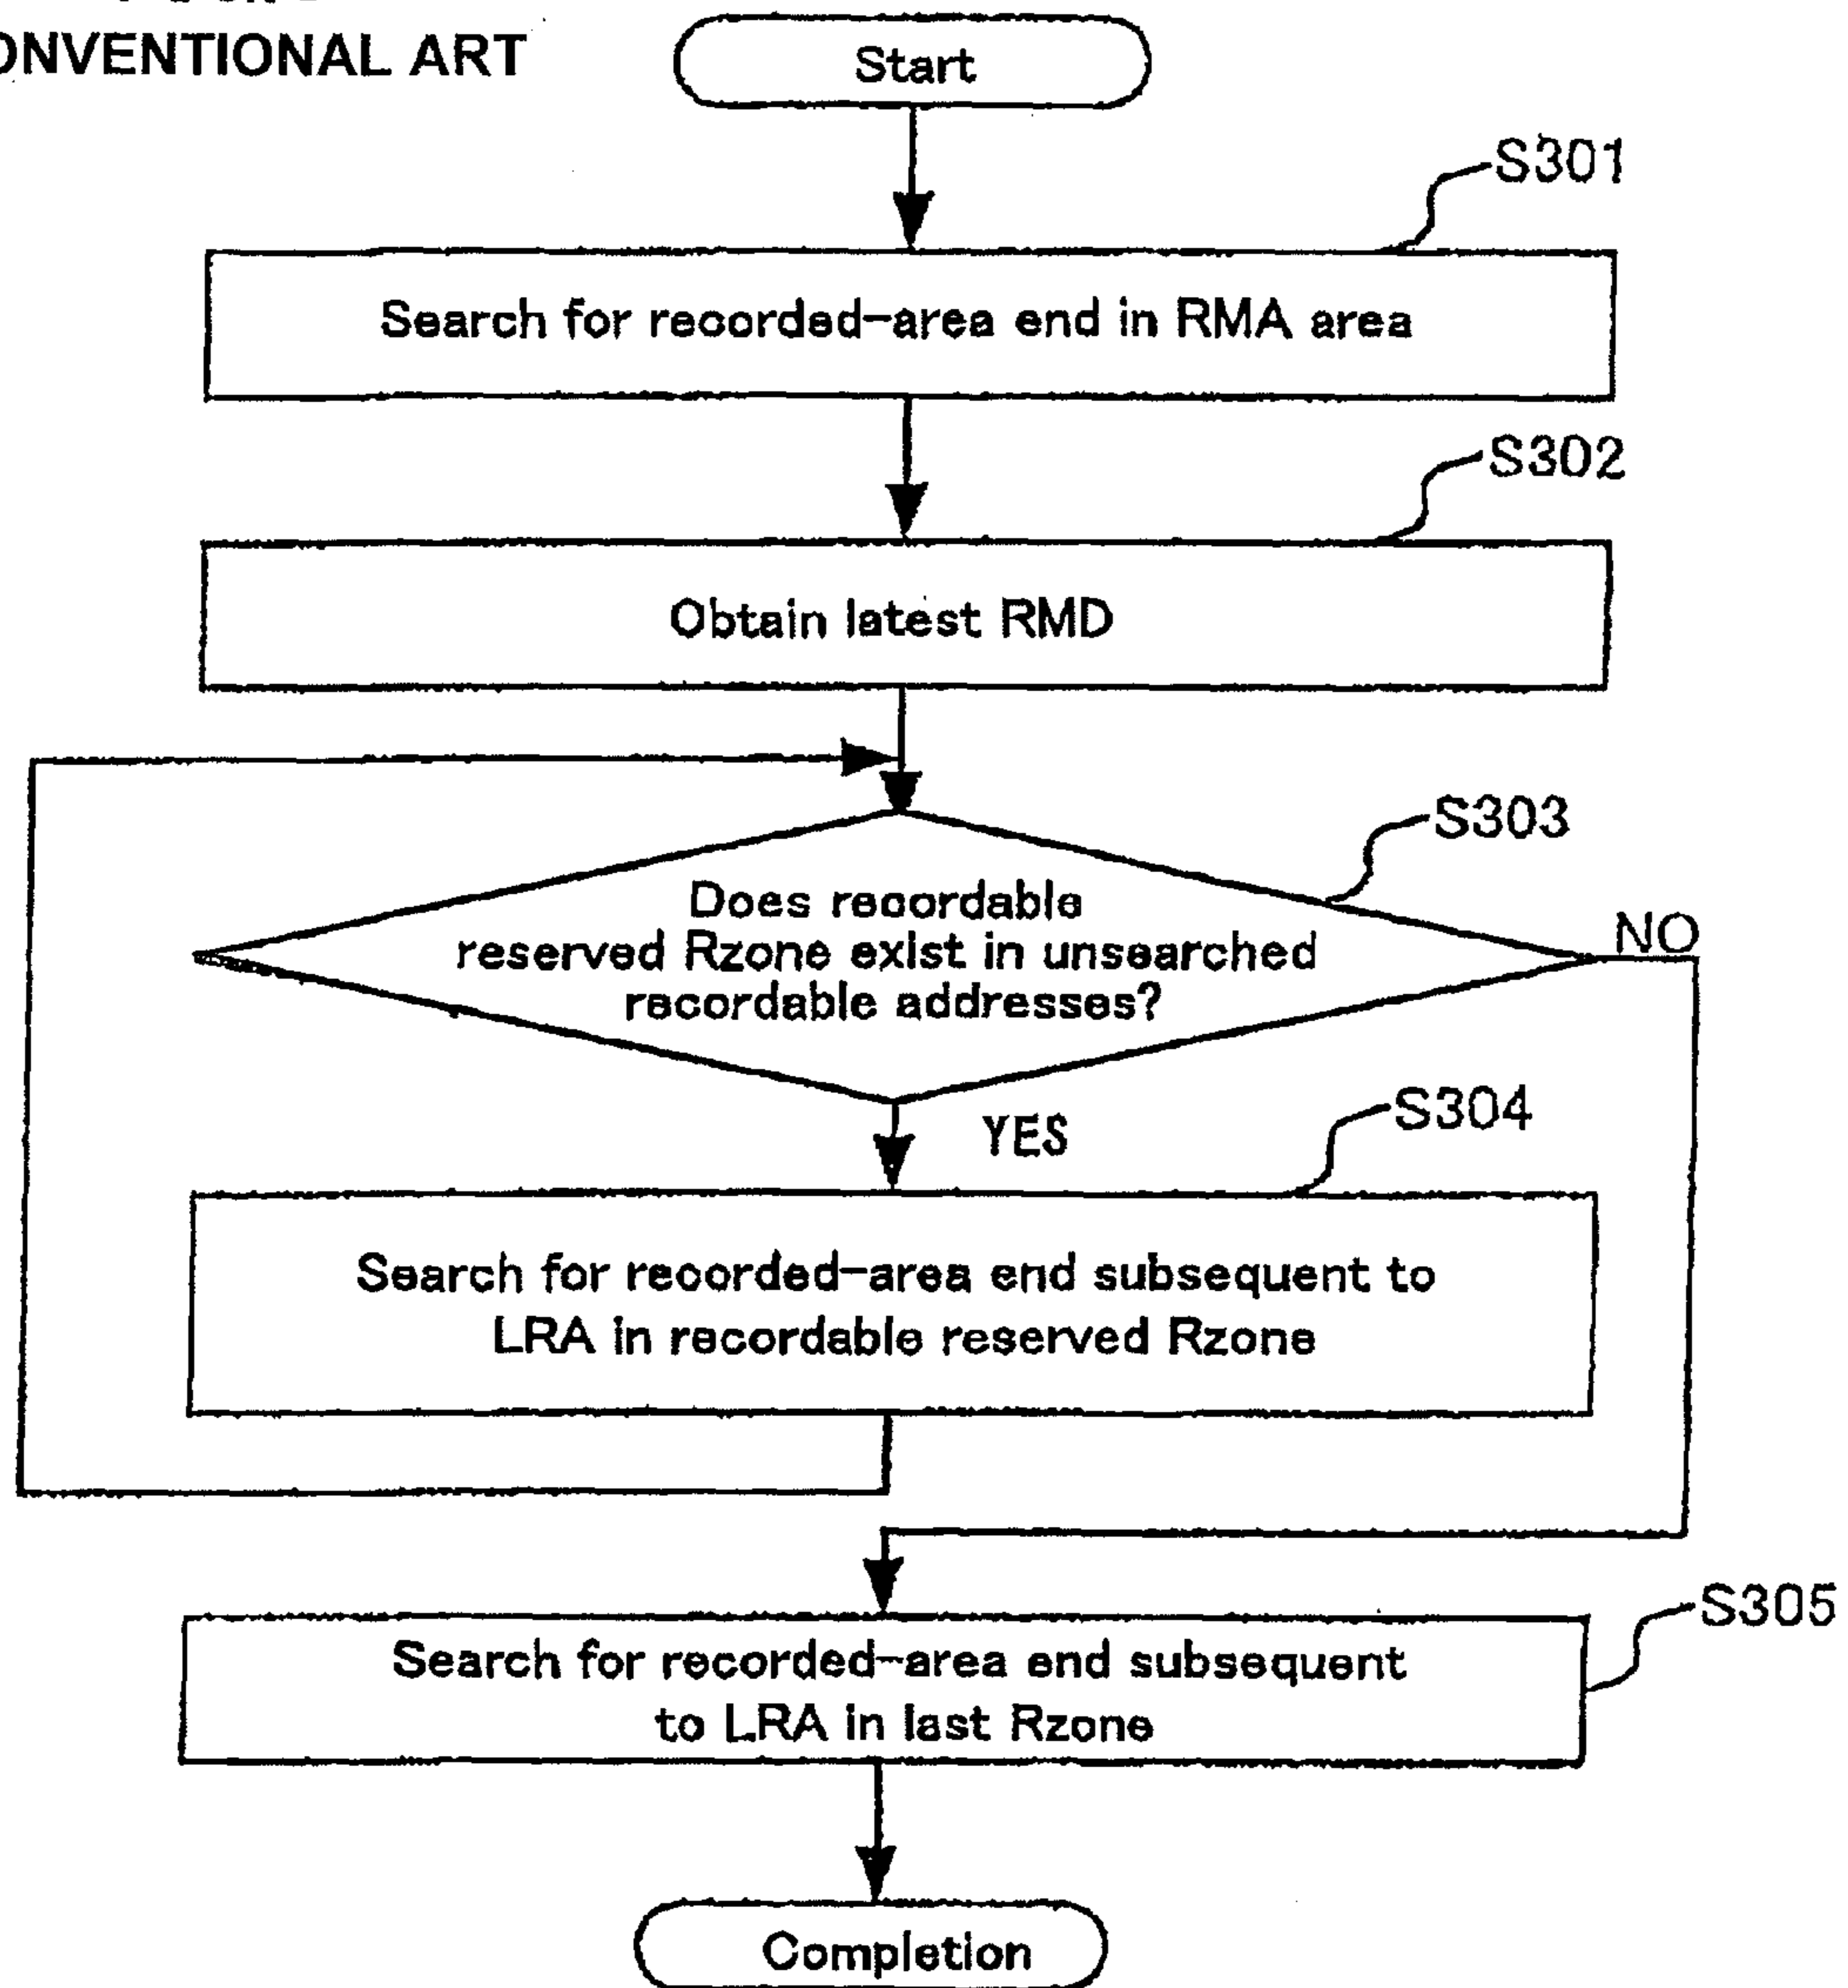 ONVENTIONAL ART
Start
S301
Search for recorded-area end in RMA area
S302
Obtain latest RMD
S303
Does recordable
reserved Rzone exist in unsearched
recordable addresses?
NO
YES
S304
Search for recorded-area end subsequent to
LRA in recordable reserved Rzone
S305
Search for recorded-area end subsequent
to LRA in last Rzone
Completion